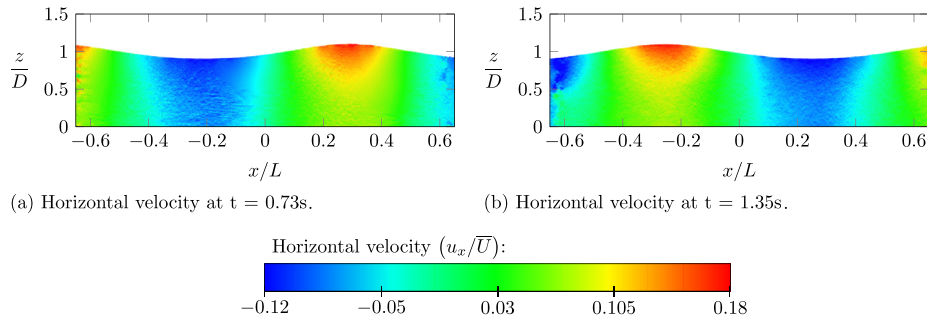 1.5 1.5
z/D 1 z/D 1
0.5 0.5
0 0
−0.6 −0.4 −0.2 0 0.2 0.4 0.6 −0.6 −0.4 −0.2 0 0.2 0.4 0.6
x/L x/L
(a) Horizontal velocity at t = 0.73s. (b) Horizontal velocity at t = 1.35s.
Horizontal velocity (u_x/U̅):
−0.12 −0.05 0.03 0.105 0.18